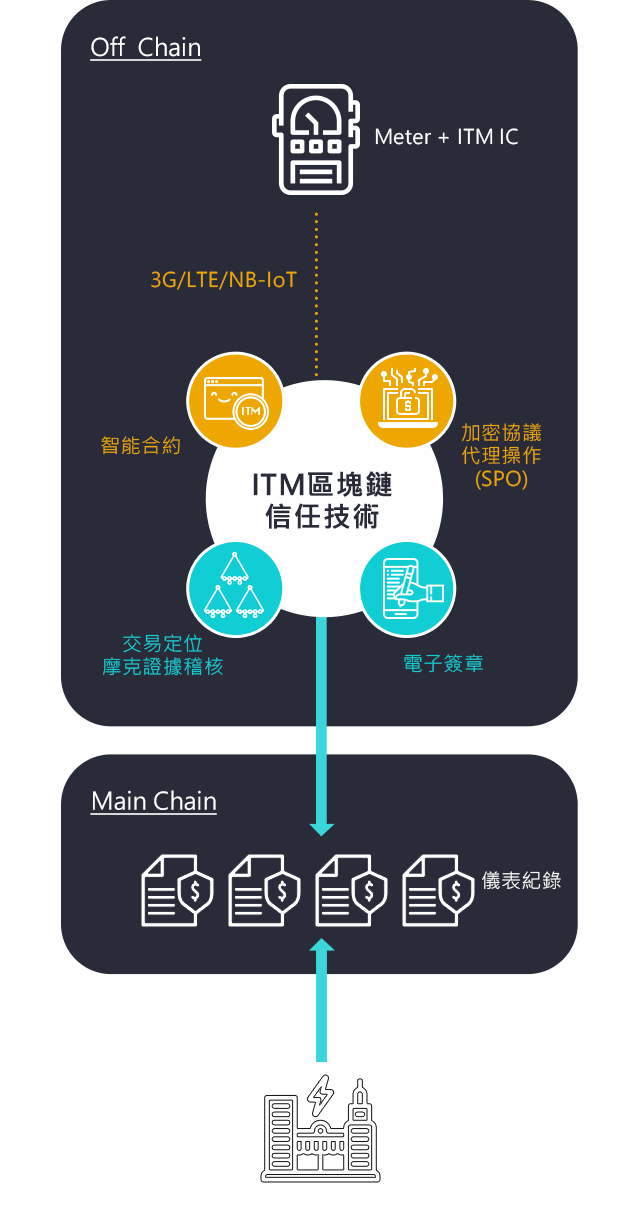 Off Chain
Meter + ITM IC
3G/LTE/NB-IoT
ITM
智能合約
加密協議
代理操作
(SPO)
ITM區塊鏈
信任技術
交易定位
摩克證據稽核
電子簽章
Main Chain
儀表紀錄